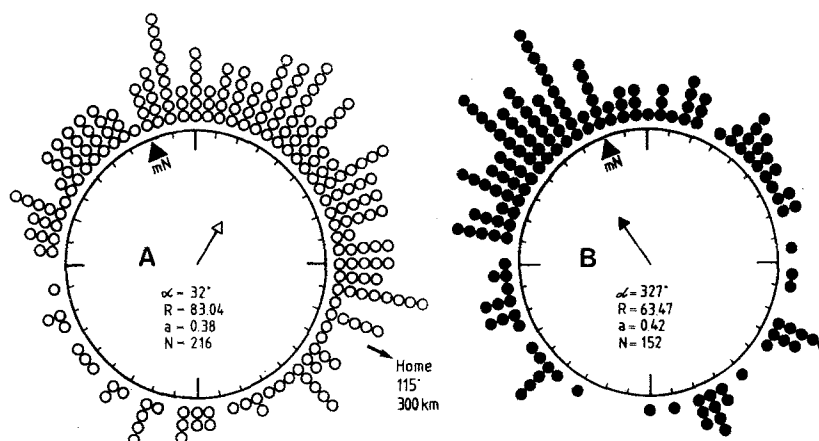 mN
A
α – 32°
R – 83.04
a – 0.38
N – 216
Home
115°
300 km
mN
B
α = 327°
R = 63.47
a = 0.42
N = 152